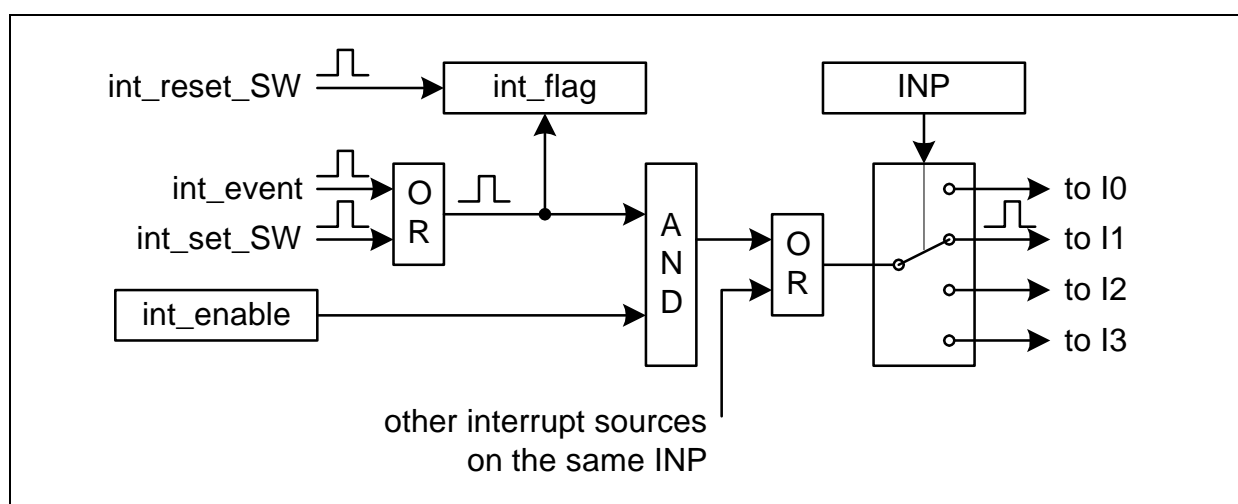 int_reset_SW
int_flag
INP
int_event
int_set_SW
O
R
A
N
D
O
R
to I0
to I1
to I2
to I3
int_enable
other interrupt sources
on the same INP